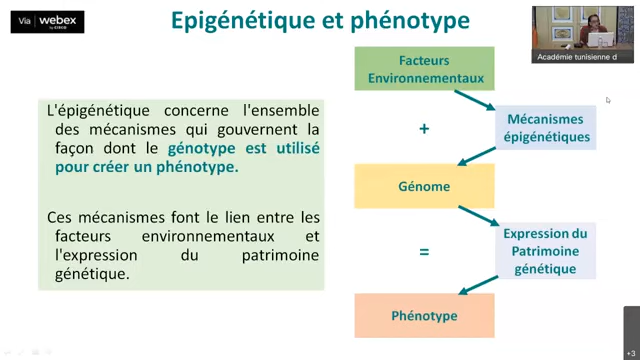 Via webex
by CISCO
Epigénétique et phénotype
Académie tunisienne d
L'épigénétique concerne l'ensemble
des mécanismes qui gouvernent la
façon dont le génotype est utilisé
pour créer un phénotype.
Ces mécanismes font le lien entre les
facteurs environnementaux et
l'expression du patrimoine
génétique.
Facteurs
Environnementaux
+
Mécanismes
épigénétiques
Génome
=
Expression du
Patrimoine
génétique
Phénotype
+3